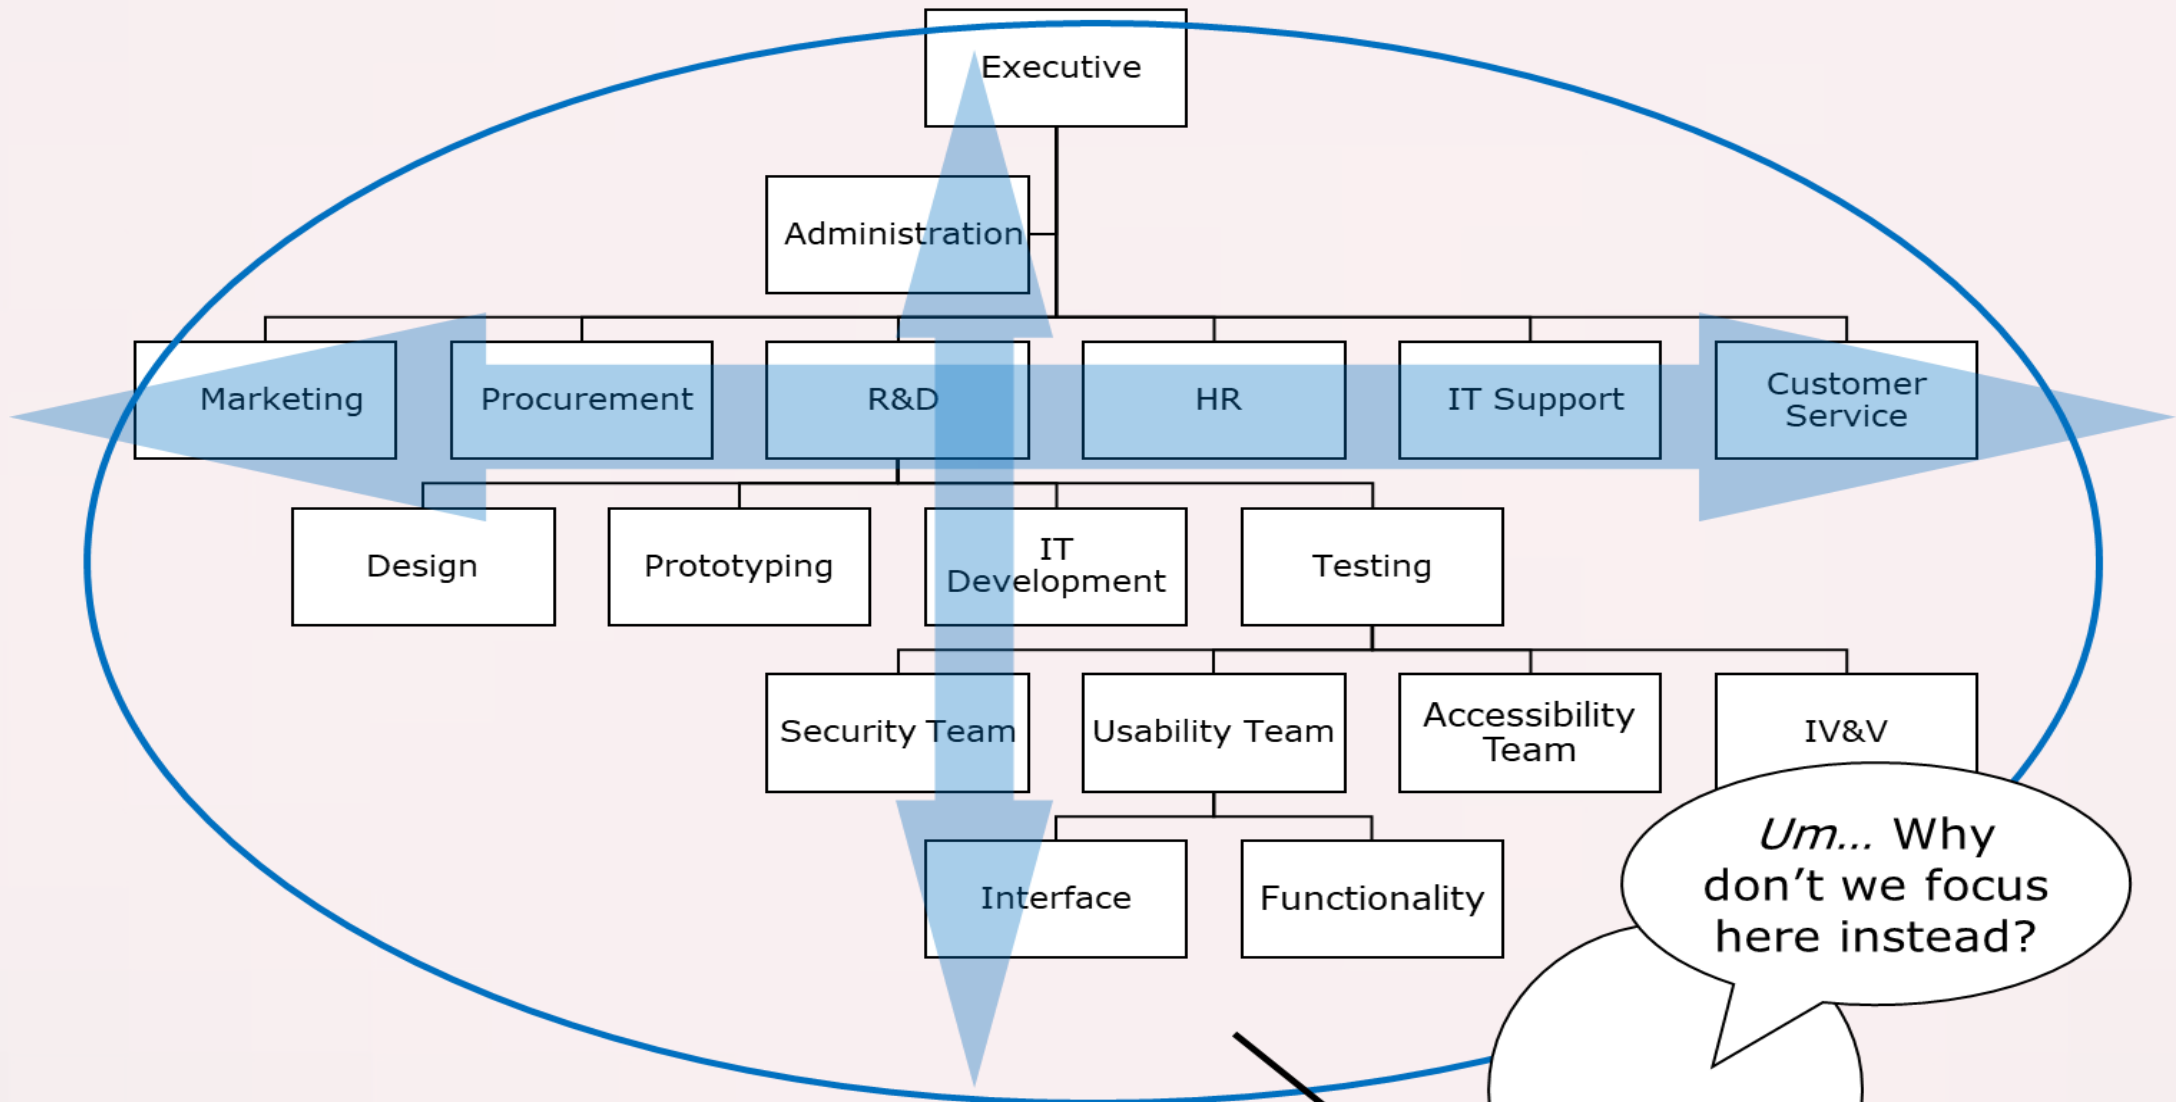 Executive
Administration
Marketing
Procurement
R&D
HR
IT Support
Customer
Service
Design
Prototyping
IT
Development
Testing
Security Team
Usability Team
Accessibility
Team
IV&V
Interface
Functionality
Um... Why
don’t we focus
here instead?